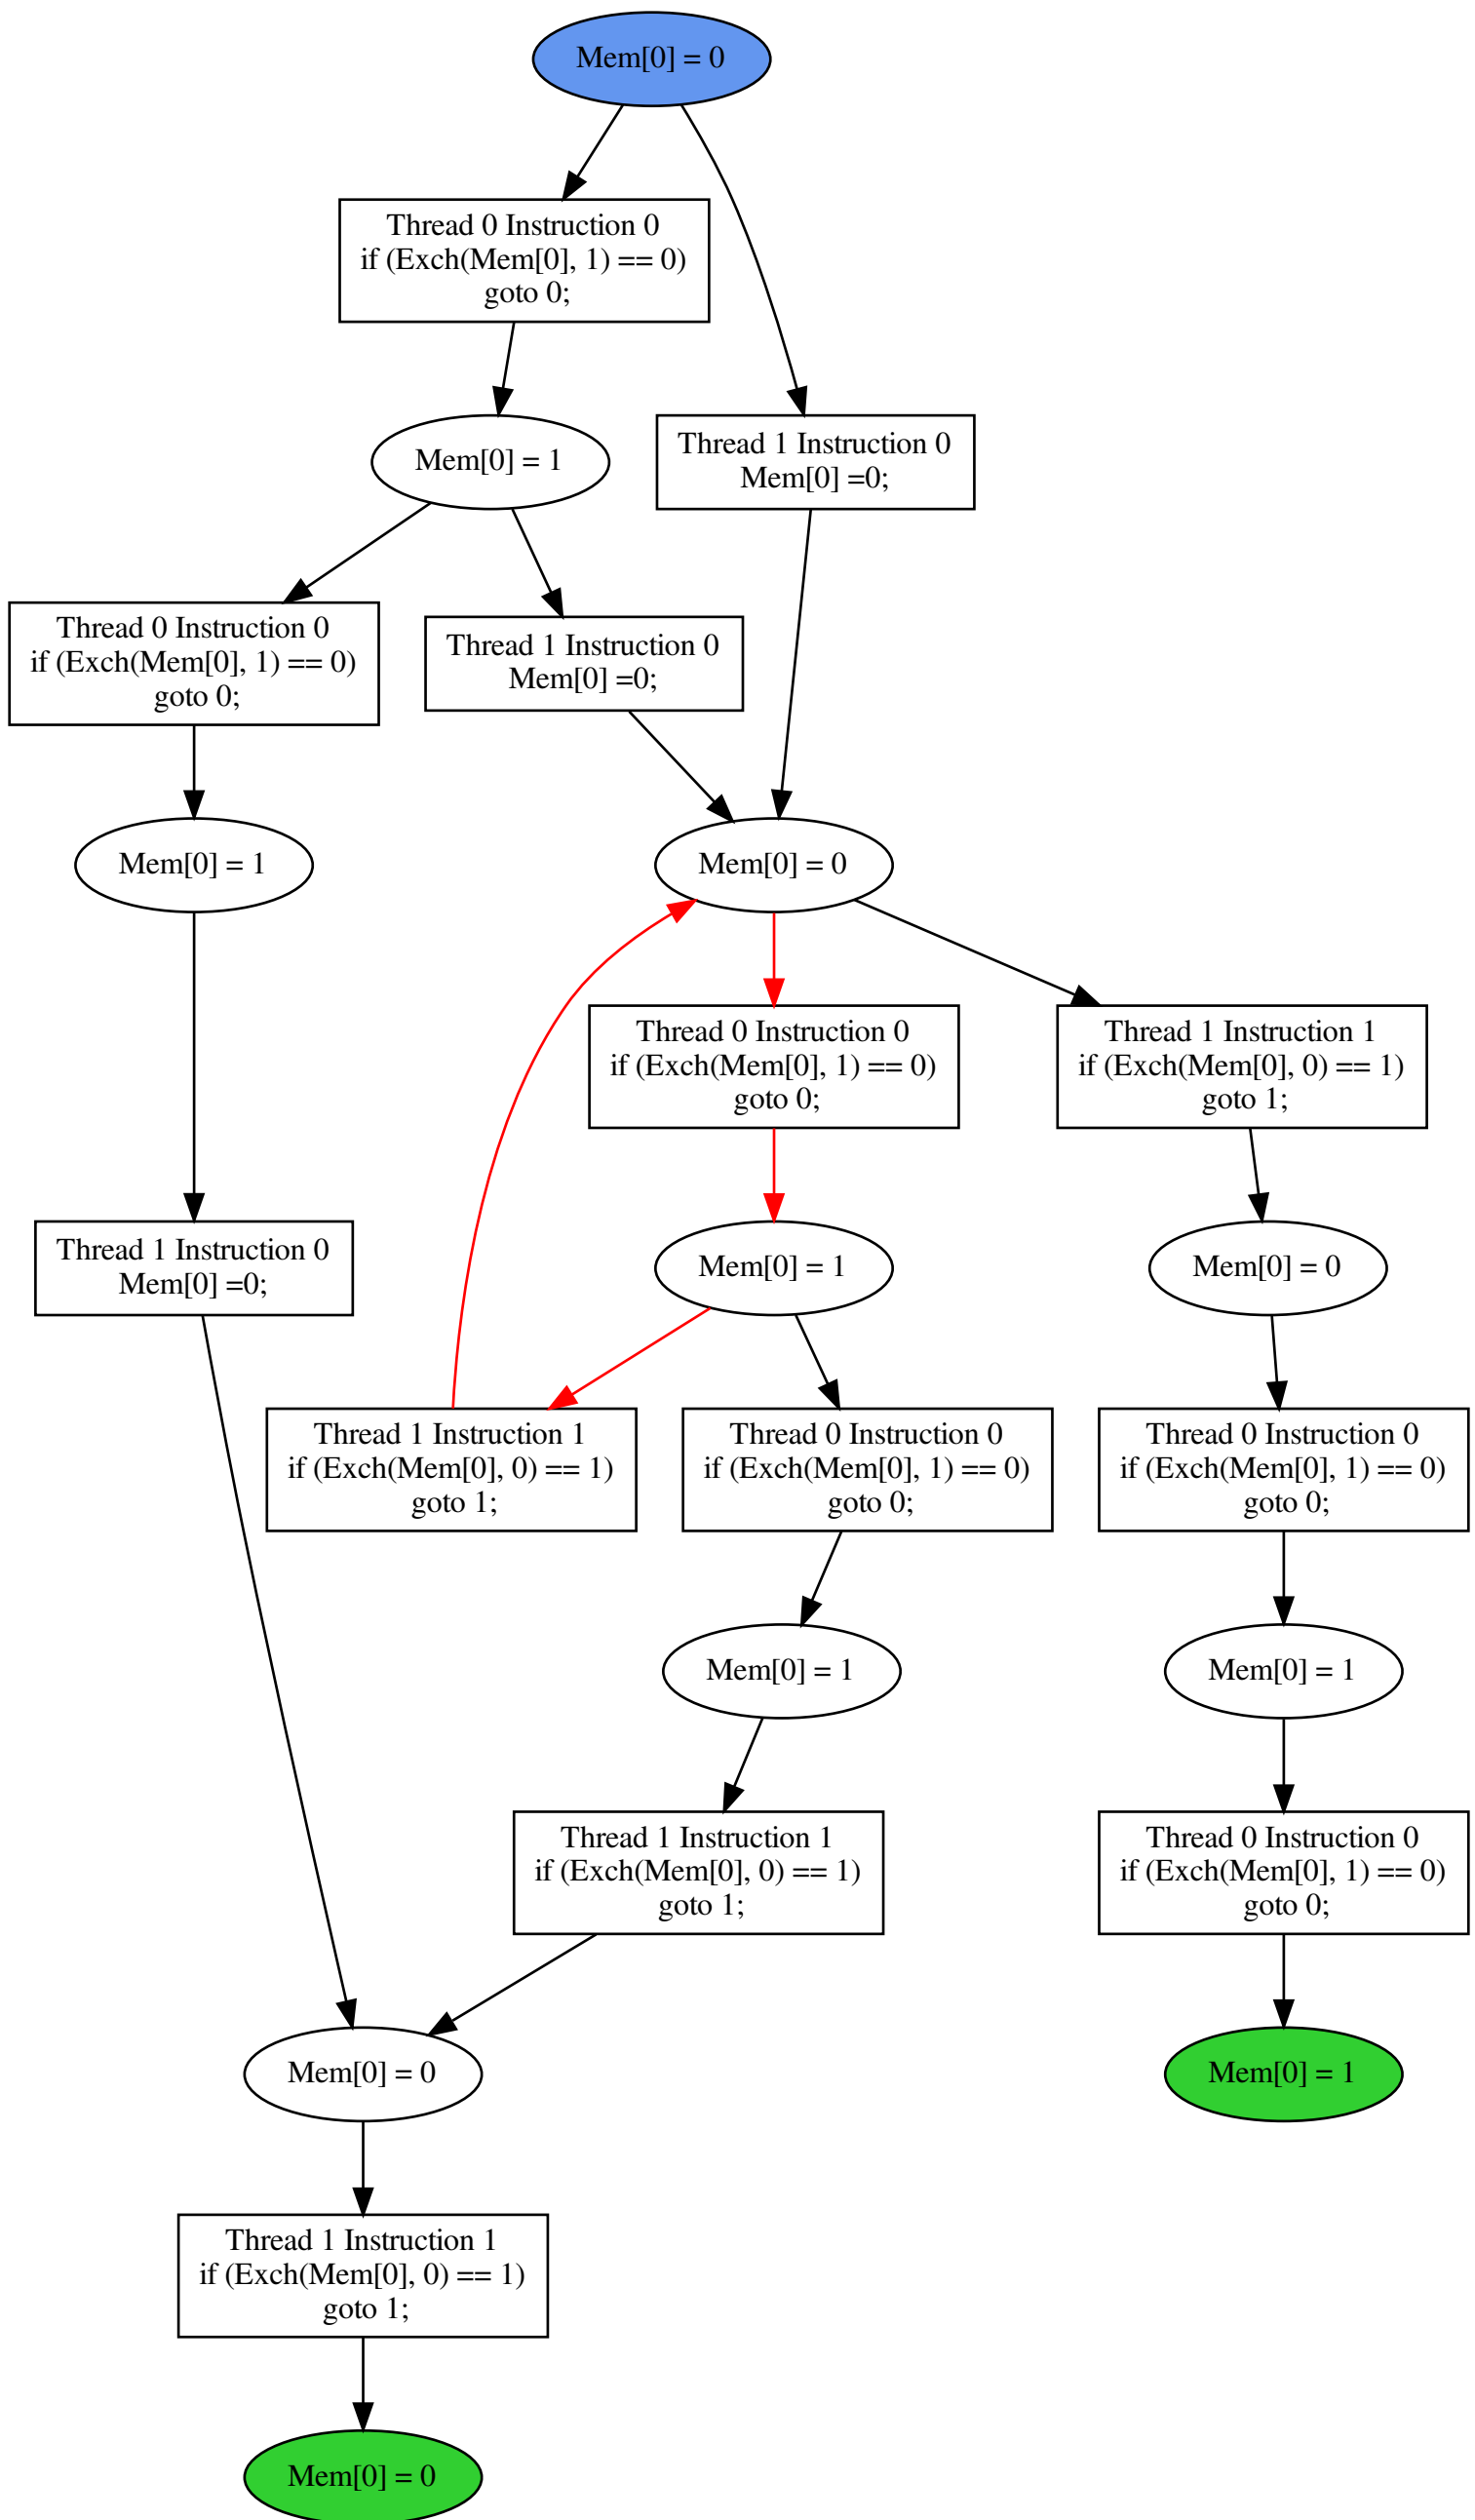 Mem[0] = 0
Thread 0 Instruction 0
if (Exch(Mem[0], 1) == 0)
goto 0;
Mem[0] = 1
Thread 1 Instruction 0
Mem[0] =0;
Thread 0 Instruction 0
if (Exch(Mem[0], 1) == 0)
goto 0;
Thread 1 Instruction 0
Mem[0] =0;
Mem[0] = 1
Mem[0] = 0
Thread 0 Instruction 0
if (Exch(Mem[0], 1) == 0)
goto 0;
Thread 1 Instruction 1
if (Exch(Mem[0], 0) == 1)
goto 1;
Thread 1 Instruction 0
Mem[0] =0;
Mem[0] = 1
Mem[0] = 0
Thread 1 Instruction 1
if (Exch(Mem[0], 0) == 1)
goto 1;
Thread 0 Instruction 0
if (Exch(Mem[0], 1) == 0)
goto 0;
Thread 0 Instruction 0
if (Exch(Mem[0], 1) == 0)
goto 0;
Mem[0] = 1
Mem[0] = 1
Thread 1 Instruction 1
if (Exch(Mem[0], 0) == 1)
goto 1;
Thread 0 Instruction 0
if (Exch(Mem[0], 1) == 0)
goto 0;
Mem[0] = 0
Mem[0] = 1
Thread 1 Instruction 1
if (Exch(Mem[0], 0) == 1)
goto 1;
Mem[0] = 0